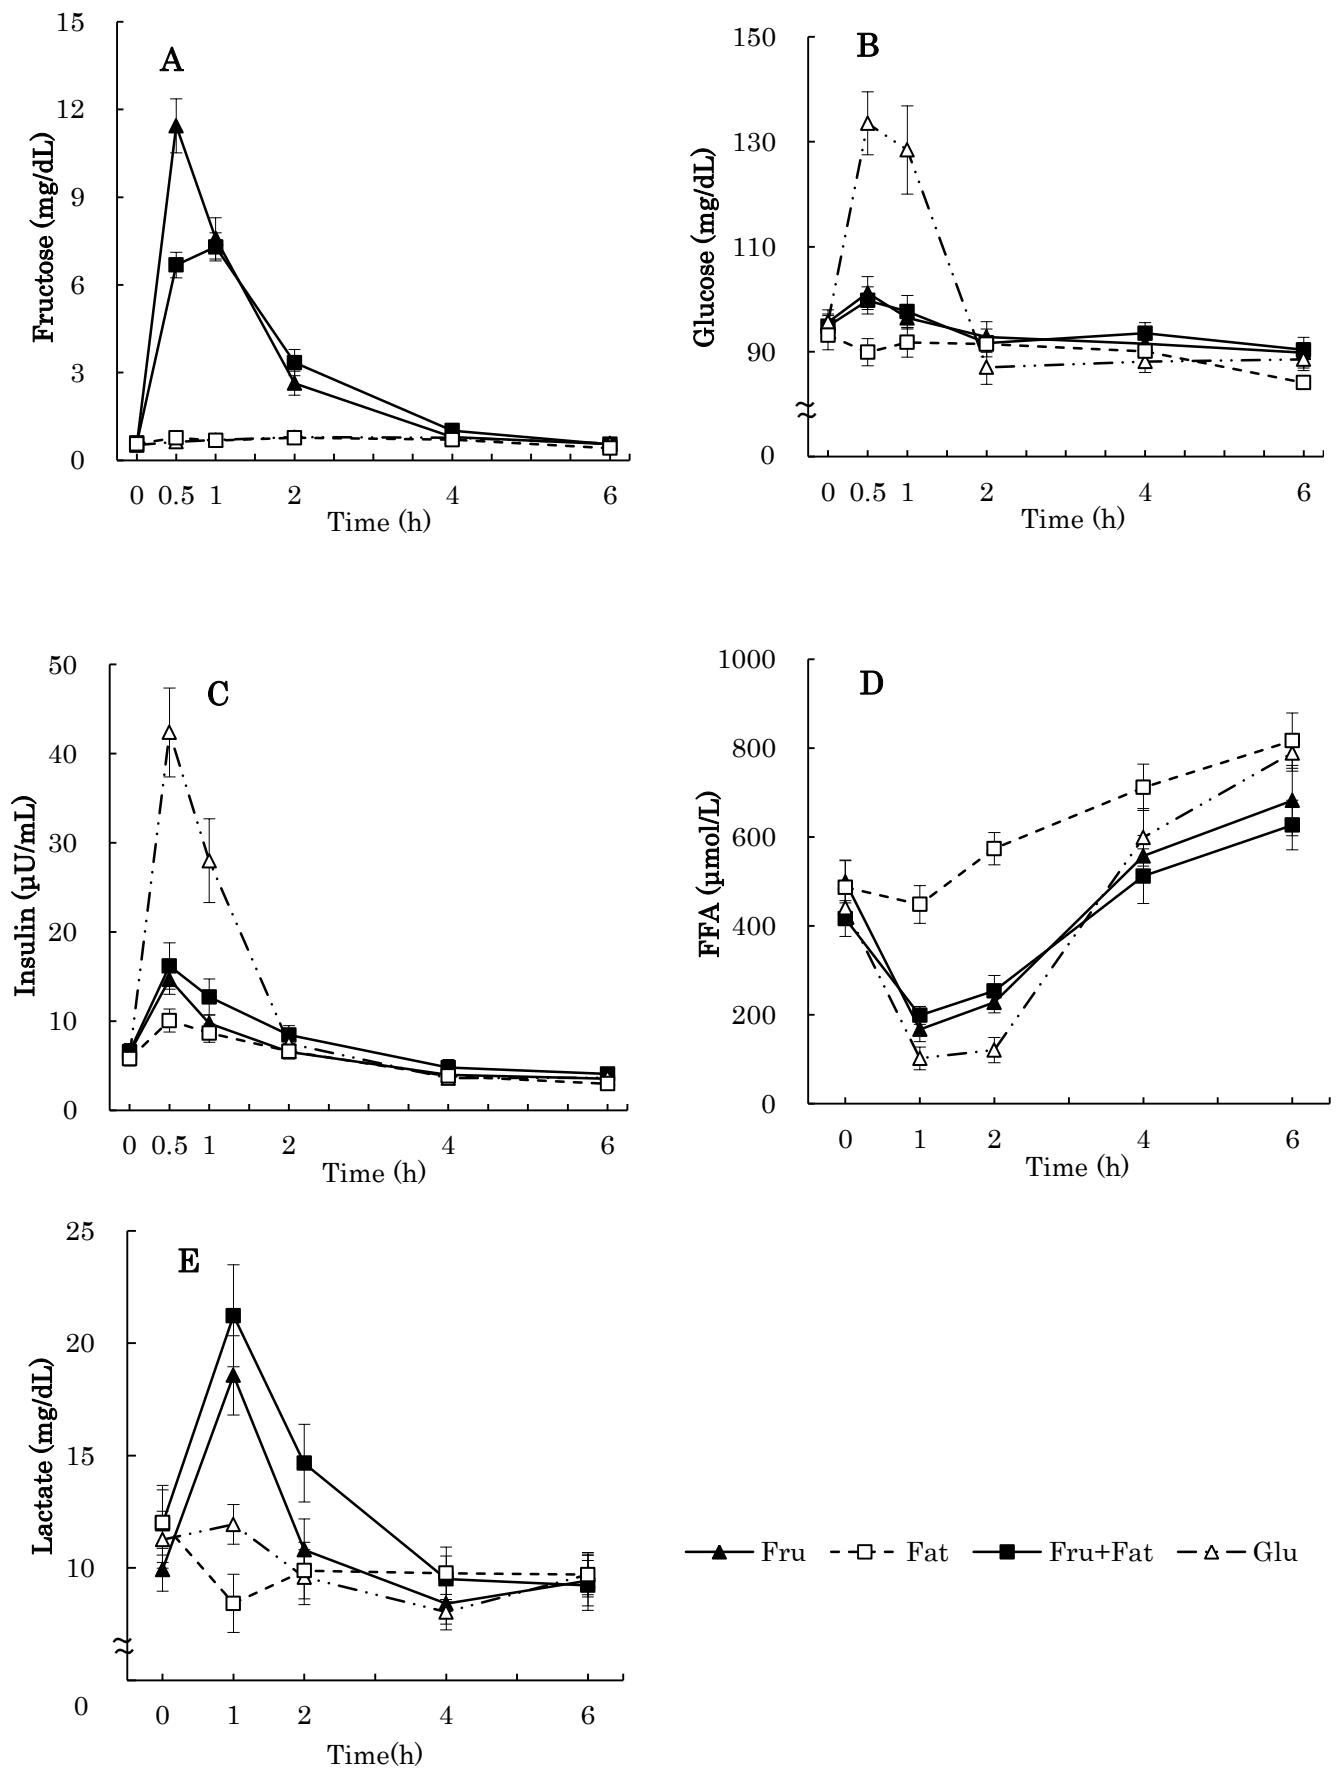 A
Fructose (mg/dL)
15
12
9
6
3
0
0 0.5 1 2 4 6
Time (h)
B
Glucose (mg/dL)
150
130
110
90
0
0 0.5 1 2 4 6
Time (h)
C
Insulin (µU/mL)
50
40
30
20
10
0
0 0.5 1 2 4 6
Time (h)
D
FFA (µmol/L)
1000
800
600
400
200
0
0 1 2 4 6
Time (h)
E
Lactate (mg/dL)
25
20
15
10
0
0 1 2 4 6
Time(h)
Fru Fat Fru+Fat Glu